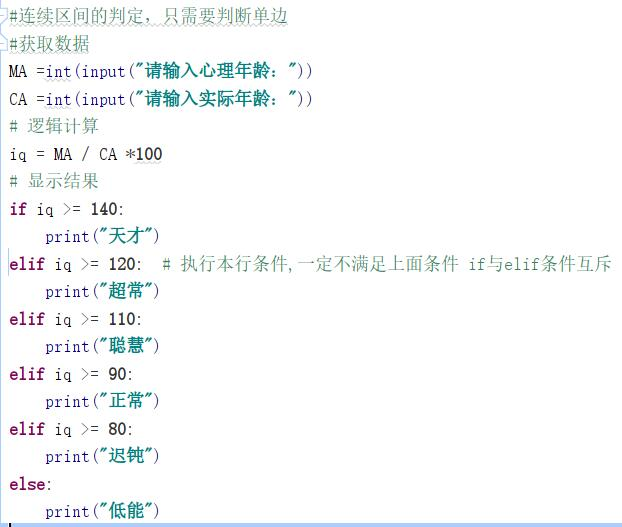 #连续区间的判定，只需要判断单边
#获取数据
MA =int(input("请输入心理年龄："))
CA =int(input("请输入实际年龄："))
# 逻辑计算
iq = MA / CA *100
# 显示结果
if iq >= 140:
    print("天才")
elif iq >= 120:  # 执行本行条件,一定不满足上面条件 if与elif条件互斥
    print("超常")
elif iq >= 110:
    print("聪慧")
elif iq >= 90:
    print("正常")
elif iq >= 80:
    print("迟钟")
else:
    print("低能")